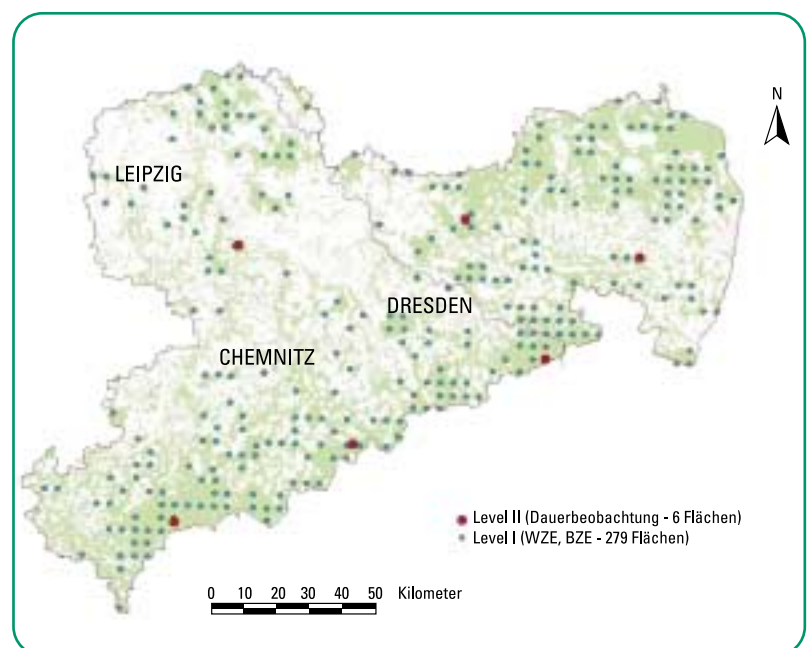 N
LEIPZIG
DRESDEN
CHEMNITZ
Level II (Dauerbeobachtung - 6 Flächen)
Level I (WZE, BZE - 279 Flächen)
0 10 20 30 40 50 Kilometer